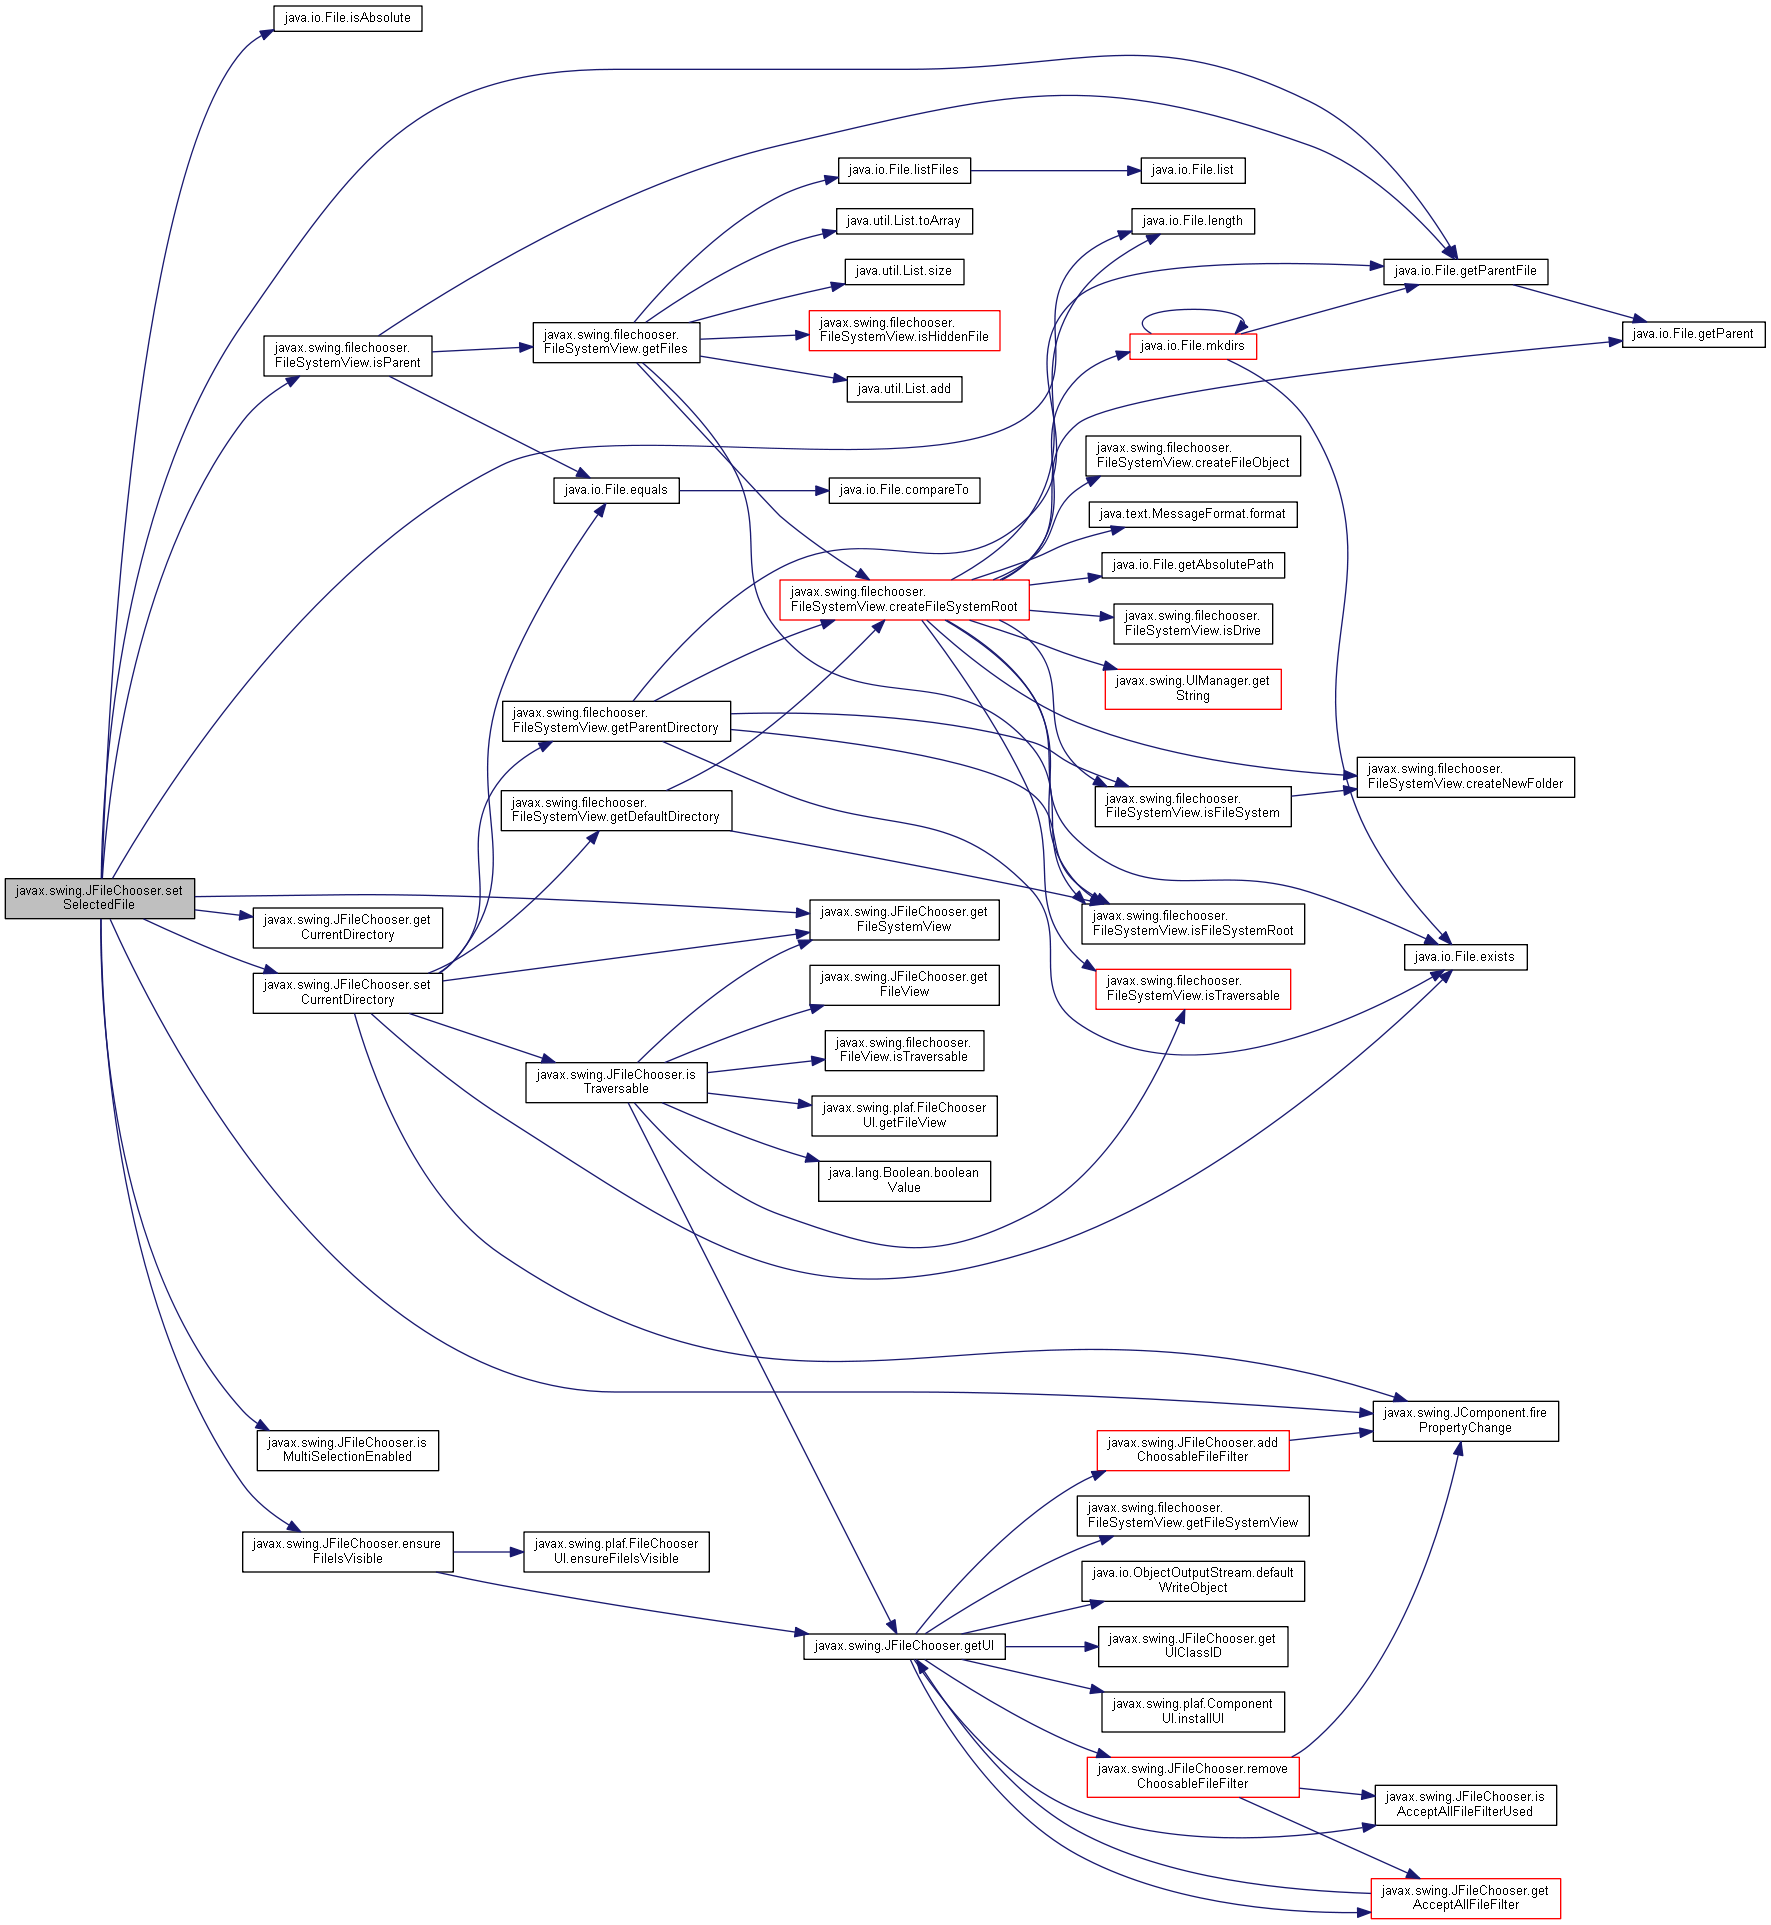 java.io.File.isAbsolute
java.io.File.listFiles
java.io.File.list
java.util.List.toArray
java.io.File.length
java.util.List.size
java.io.File.getParentFile
javax.swing.filechooser.
FileSystemView.isHiddenFile
java.io.File.getParent
javax.swing.filechooser.
FileSystemView.getFiles
java.io.File.mkdirs
javax.swing.filechooser.
FileSystemView.isParent
java.util.List.add
javax.swing.filechooser.
FileSystemView.createFileObject
java.io.File.equals
java.io.File.compareTo
java.text.MessageFormat.format
java.io.File.getAbsolutePath
javax.swing.filechooser.
FileSystemView.createFileSystemRoot
javax.swing.filechooser.
FileSystemView.isDrive
javax.swing.UIManager.get
String
javax.swing.filechooser.
FileSystemView.getParentDirectory
javax.swing.filechooser.
FileSystemView.createNewFolder
javax.swing.filechooser.
FileSystemView.isFileSystem
javax.swing.filechooser.
FileSystemView.getDefaultDirectory
javax.swing.JFileChooser.set
SelectedFile
javax.swing.JFileChooser.get
CurrentDirectory
javax.swing.JFileChooser.get
FileSystemView
javax.swing.filechooser.
FileSystemView.isFileSystemRoot
java.io.File.exists
javax.swing.JFileChooser.set
CurrentDirectory
javax.swing.JFileChooser.get
FileView
javax.swing.filechooser.
FileSystemView.isTraversable
javax.swing.filechooser.
FileView.isTraversable
javax.swing.JFileChooser.is
Traversable
javax.swing.plaf.FileChooser
UI.getFileView
java.lang.Boolean.boolean
Value
javax.swing.JComponent.fire
PropertyChange
javax.swing.JFileChooser.is
MultiSelectionEnabled
javax.swing.JFileChooser.add
ChoosableFileFilter
javax.swing.filechooser.
FileSystemView.getFileSystemView
javax.swing.JFileChooser.ensure
FileIsVisible
javax.swing.plaf.FileChooser
UI.ensureFileIsVisible
java.io.ObjectOutputStream.default
WriteObject
javax.swing.JFileChooser.getUI
javax.swing.JFileChooser.get
UIClassID
javax.swing.plaf.Component
UI.installUI
javax.swing.JFileChooser.remove
ChoosableFileFilter
javax.swing.JFileChooser.is
AcceptAllFileFilterUsed
javax.swing.JFileChooser.get
AcceptAllFileFilter